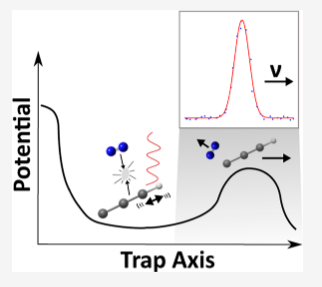 ν
Potential
Trap Axis